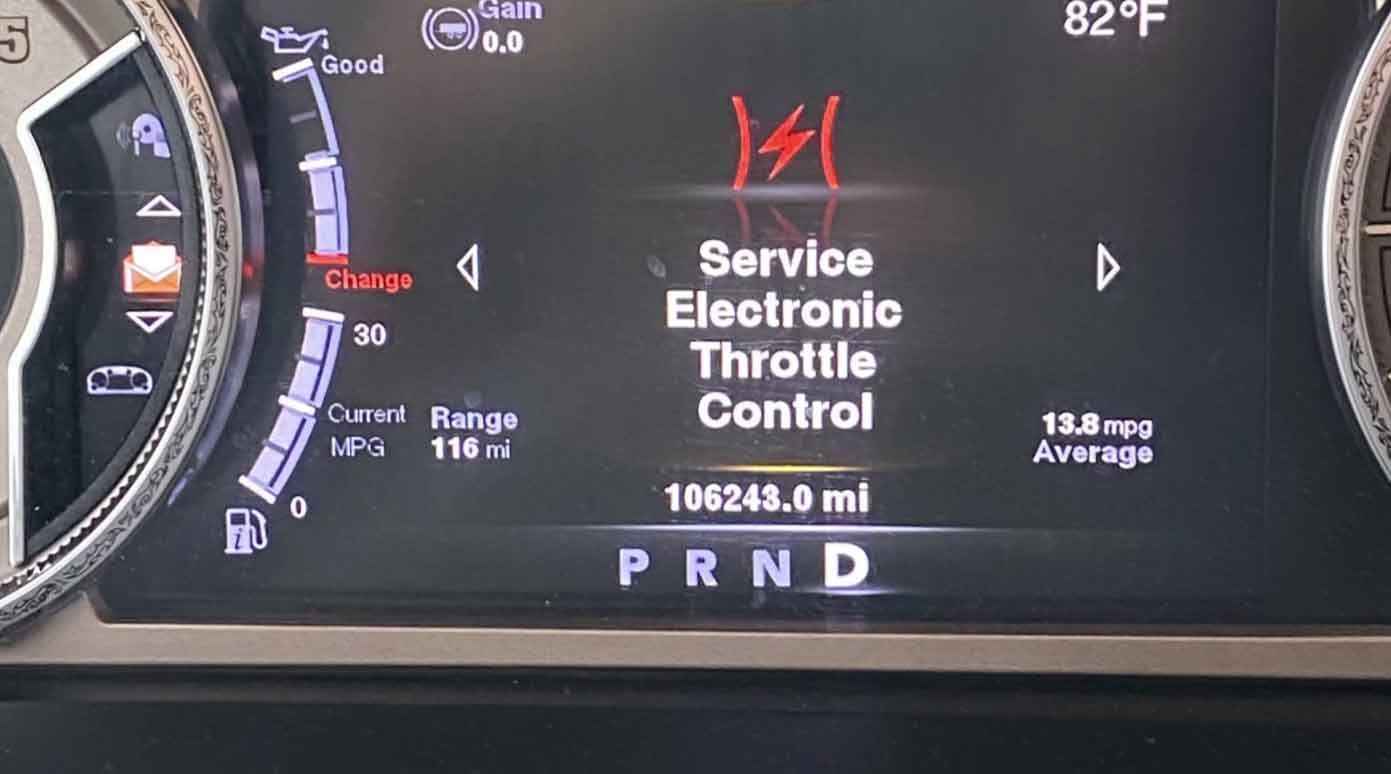 5
Gain
0.0
82°F
Good
Change
Service
Electronic
Throttle
Control
30
Current
MPG
Range
116 mi
13.8 mpg
Average
0
106243.0 mi
P R N D